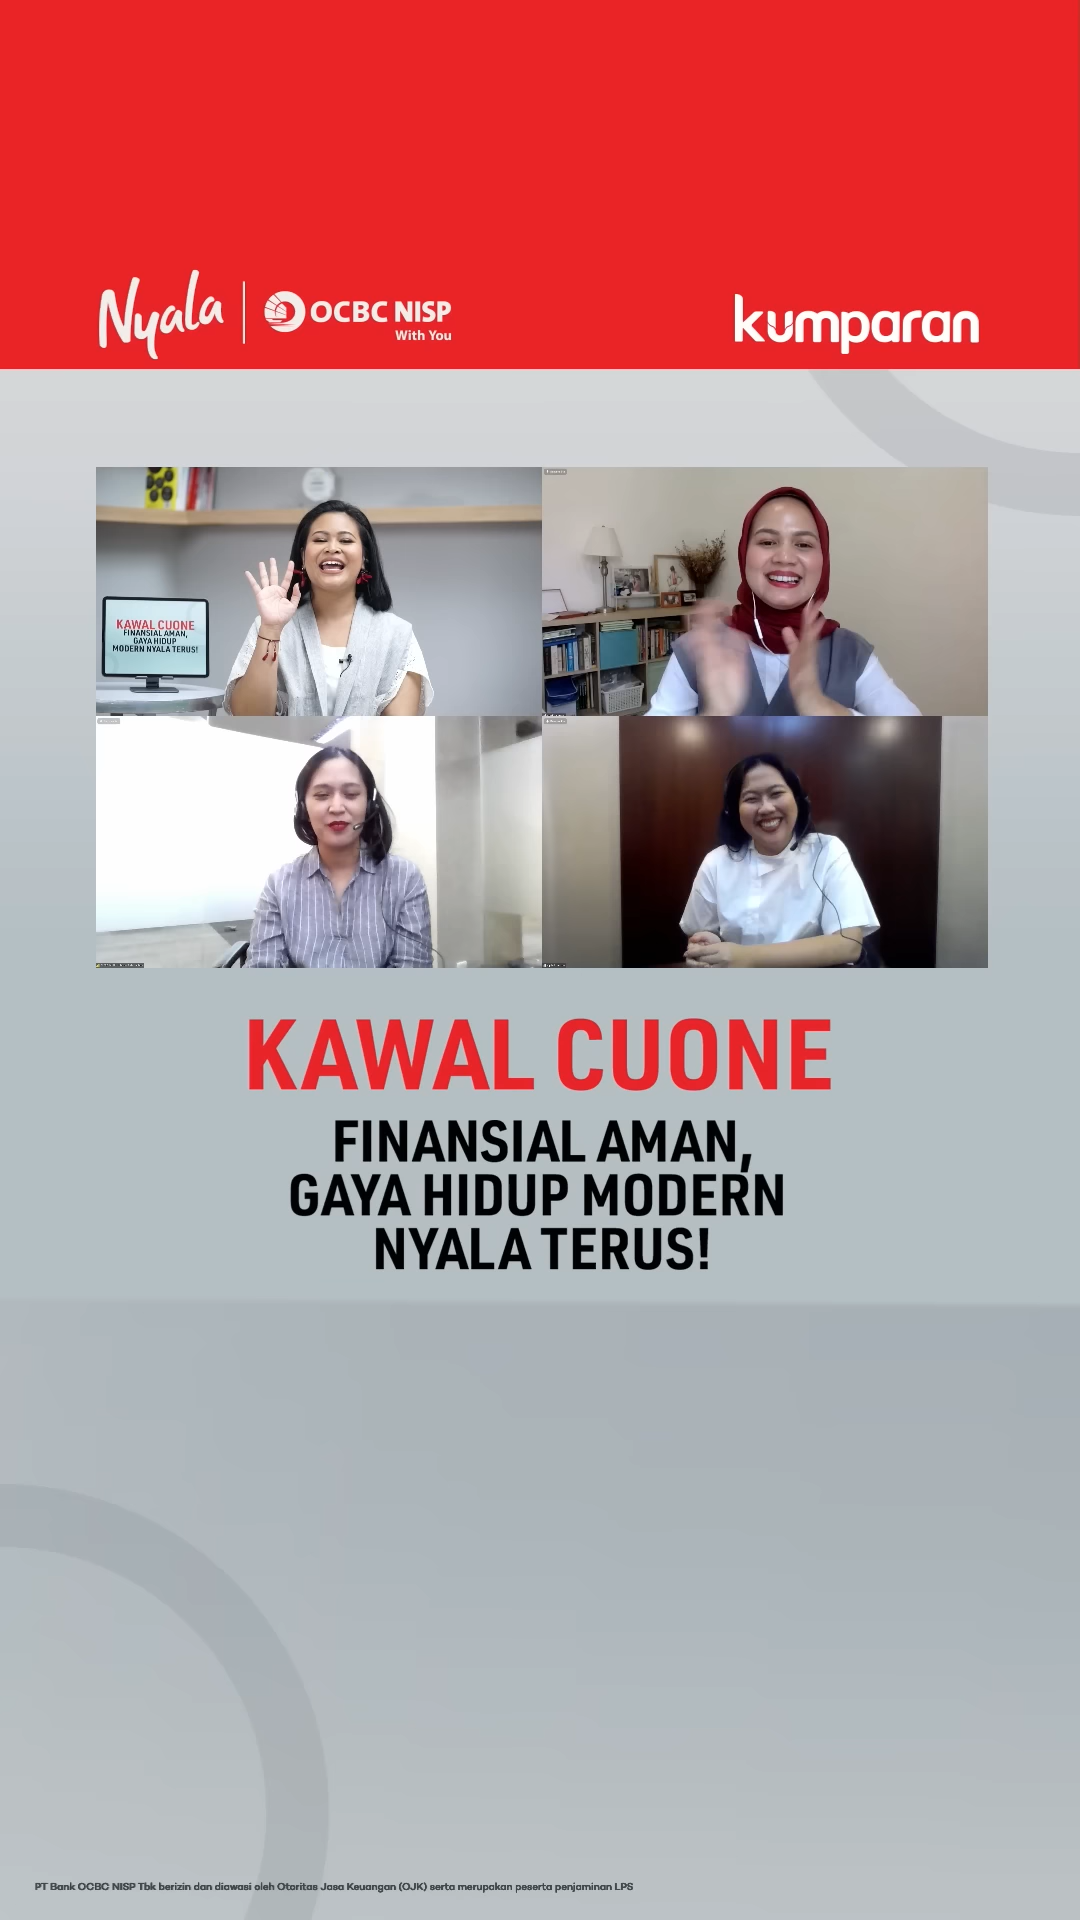 Nyala
OCBC NISP
With You
kumparan
KAWAL CUONE
FINANSIAL AMAN,
GAYA HIDUP
MODERN NYALA TERUS!
KAWAL CUONE
FINANSIAL AMAN,
GAYA HIDUP MODERN
NYALA TERUS!
PT Bank OCBC NISP Tbk berizin dan diawasi oleh Otoritas Jasa Keuangan (OJK) serta merupakan peserta penjaminan LPS